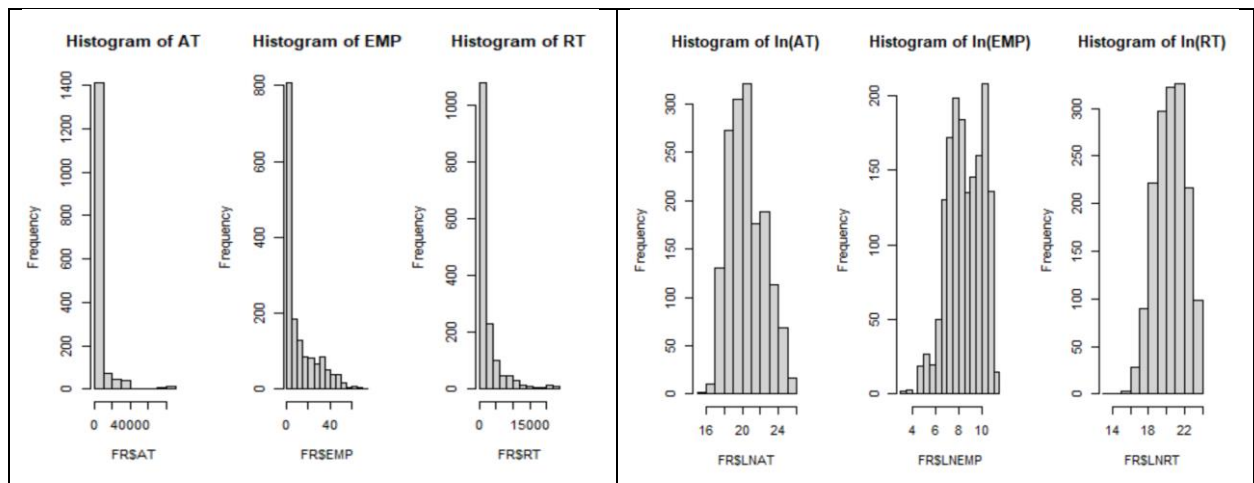 Histogram of AT
Frequency
0 200 400 600 800 1000 1200 1400
0 40000
FR$AT
Histogram of EMP
Frequency
0 200 400 600 800
0 40
FR$EMP
Histogram of RT
Frequency
0 200 400 600 800 1000
0 15000
FR$RT
Histogram of ln(AT)
Frequency
0 50 100 150 200 250 300
16 20 24
FR$LNAT
Histogram of ln(EMP)
Frequency
0 50 100 150 200
4 6 8 10
FR$LNEMP
Histogram of ln(RT)
Frequency
0 50 100 150 200 250 300
14 18 22
FR$LNRT